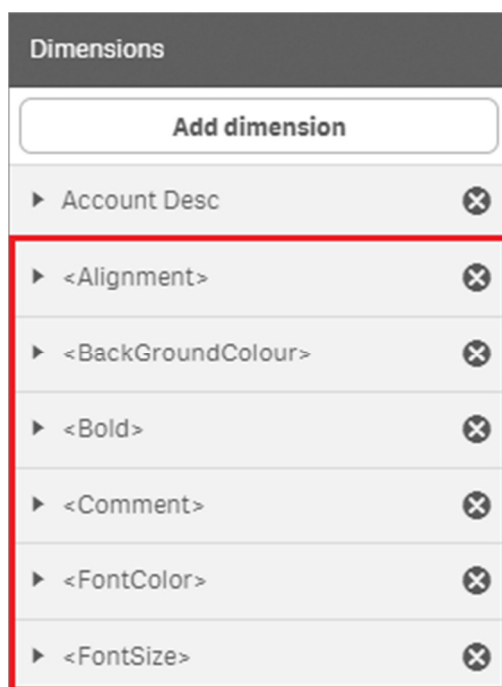 Dimensions
Add dimension
Account Desc
<Alignment>
<BackGroundColour>
<Bold>
<Comment>
<FontColor>
<FontSize>